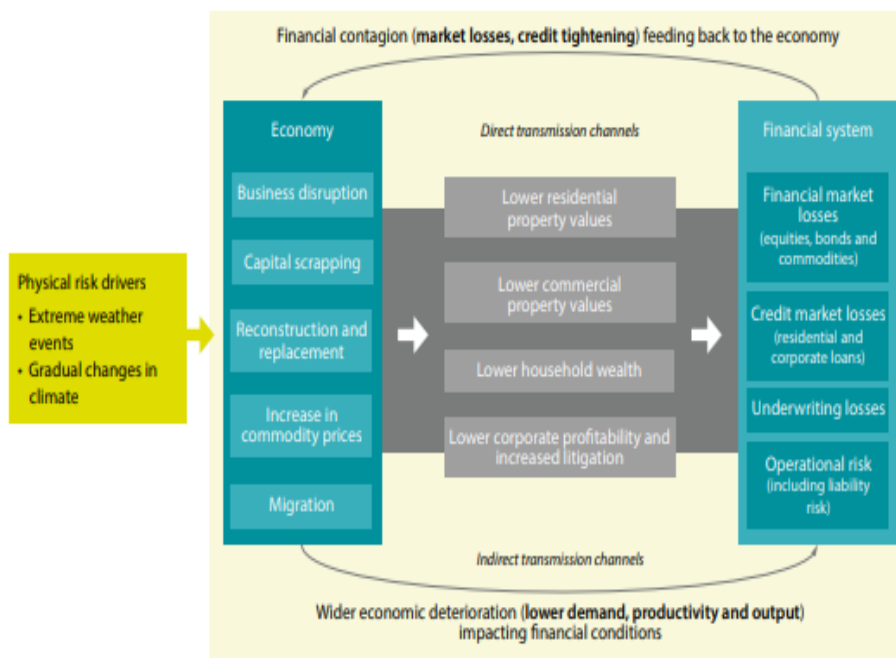 Financial contagion (market losses, credit tightening) feeding back to the economy
Economy
Direct transmission channels
Financial system
Physical risk drivers
• Extreme weather
events
• Gradual changes in
climate
Business disruption
Capital scrapping
Reconstruction and
replacement
Increase in
commodity prices
Migration
Lower residential
property values
Lower commercial
property values
Lower household wealth
Lower corporate profitability and
increased litigation
Financial market
losses
(equities, bonds and
commodities)
Credit market losses
(residential and
corporate loans)
Underwriting losses
Operational risk
(including liability
risk)
Indirect transmission channels
Wider economic deterioration (lower demand, productivity and output)
impacting financial conditions